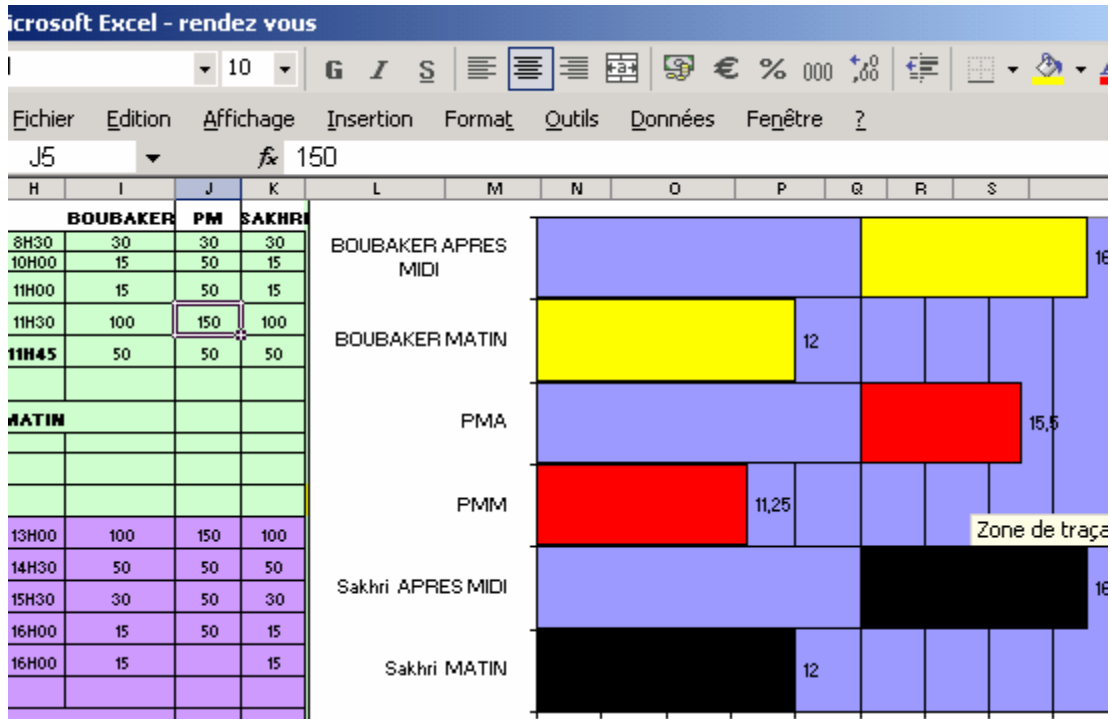 icrosoft Excel - rendez vous
10 G I S € % 000
Fichier Edition Affichage Insertion Format Outils Données Fenêtre ?
J5 fx 150
H I J K L M N O P Q R S
BOUBAKER PM SAKHRI
8H30 30 30 30
10H00 15 50 15
11H00 15 50 15
11H30 100 150 100
11H45 50 50 50
MATIN
13H00 100 150 100
14H30 50 50 50
15H30 30 50 30
16H00 15 50 15
16H00 15 15
BOUBAKER APRES
MIDI
16
BOUBAKER MATIN 12
PMA 15,5
PMM 11,25
Zone de traça
Sakhri APRES MIDI 16
Sakhri MATIN 12